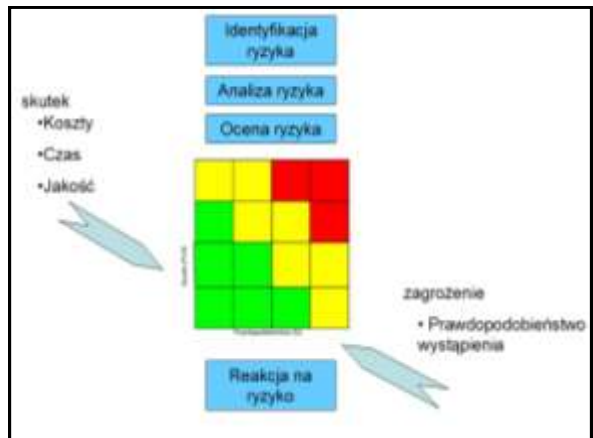 Identyfikacja
ryzyka
Analiza ryzyka
Ocena ryzyka
skutek
•Koszty
•Czas
•Jakość
zagrożenie
• Prawdopodobieństwo
wystąpienia
Reakcja na
ryzyko